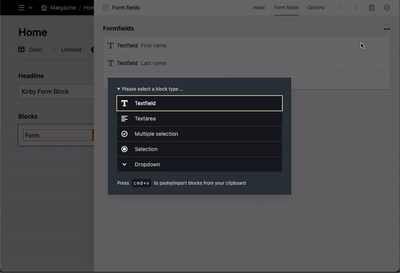 Mægazine / Hom
Form fields
Inbox
Form fields
Options
Home
Open
Unlisted
Formfields
Textfield First name
Textfield Last name
Headline
Kirby Form Block
Blocks
Form
Please select a block type ...
Textfield
Textarea
Multiple selection
Selection
Dropdown
Press cmd+v to paste/import blocks from your clipboard